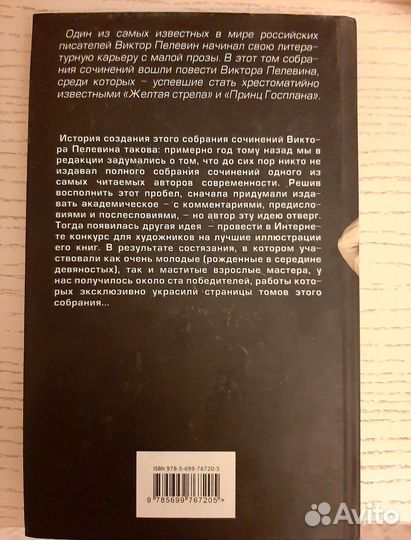 Один из самых известных в мире российских
писателей Виктор Пелевин начинал свою литера-
турную карьеру с малой прозы. В этот том собра-
ния сочинений вошли повести Виктора Пелевина,
среди которых – успевшие стать хрестоматийно
известными «Желтая стрела» и «Принц Госплана».
История создания этого собрания сочинений Викто-
ра Пелевина такова: примерно год тому назад мы в
редакции задумались о том, что до сих пор никто не
издавал полного собрания сочинений одного из
самых читаемых авторов современности. Решив
восполнить этот пробел, сначала придумали изда-
вать академическое – с комментариями, предисло-
виями и послесловиями, – но автор эту идею отверг.
Тогда появилась другая идея – провести в Интерне-
те конкурс для художников на лучшие иллюстрации
его книг. В результате состязания, в котором уча-
ствовали как очень молодые (рожденные в середине
девяностых), так и маститые взрослые мастера, у
нас получилось около ста победителей, работы кото-
рых эксклюзивно украсили страницы томов этого
собрания...
ISBN 978-5-699-76720-5
9 785699 767205 >
Avito